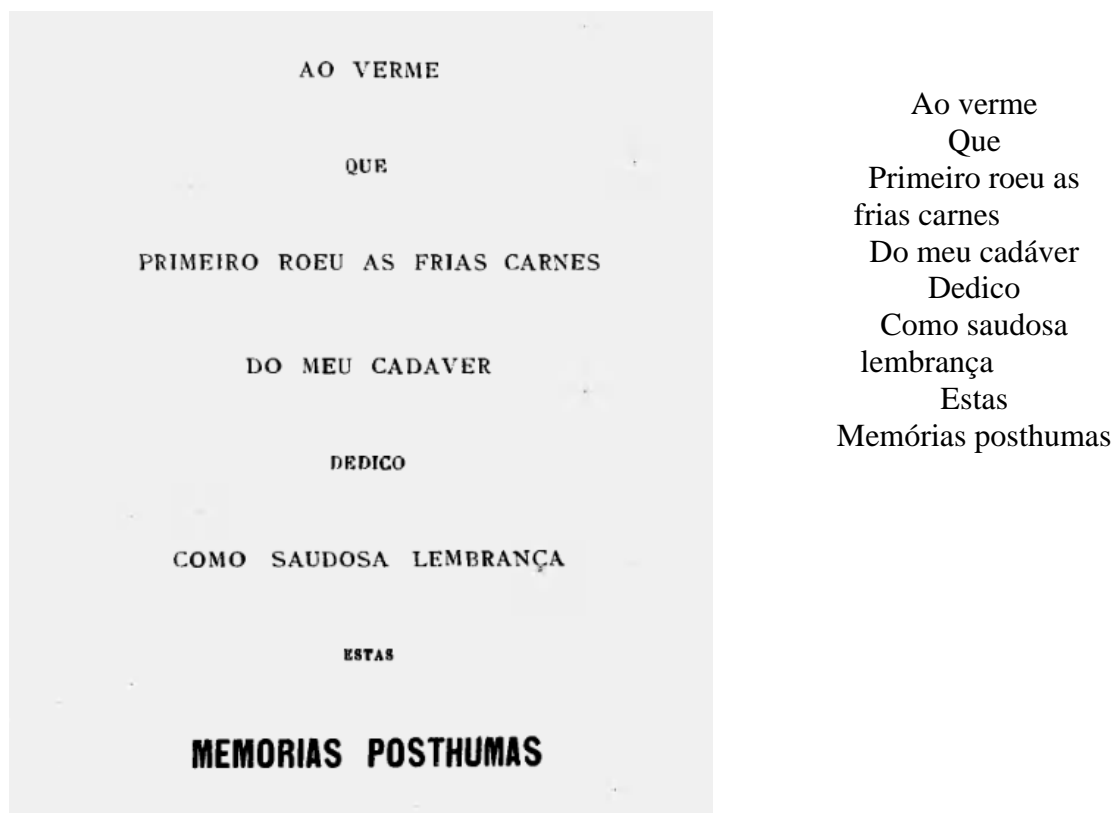 AO VERME
QUE
PRIMEIRO ROEU AS FRIAS CARNES
DO MEU CADAVER
DEDICO
COMO SAUDOSA LEMBRANÇA
ESTAS
MEMORIAS POSTHUMAS
Ao verme
Que
Primeiro roeu as
frias carnes
Do meu cadáver
Dedico
Como saudosa
lembrança
Estas
Memórias posthumas